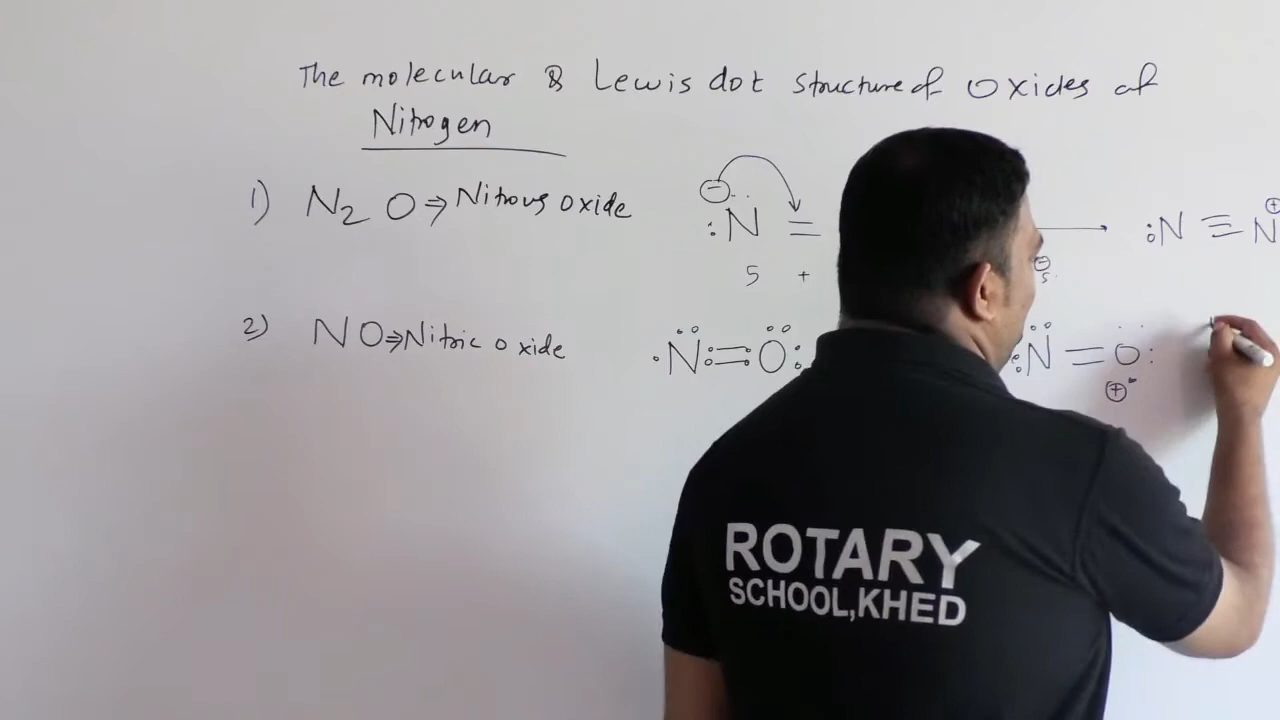 The molecular & Lewis dot structure of Oxides of
Nitrogen
1) N₂O ⇒ Nitrous oxide
⊖
:N̈ =
5 +
⊖
5
→ :N ≡ N⊕
2) NO ⇒ Nitric oxide
·N̈:=Ö:
:N̈ = Ö:
⊕
ROTARY
SCHOOL,KHED